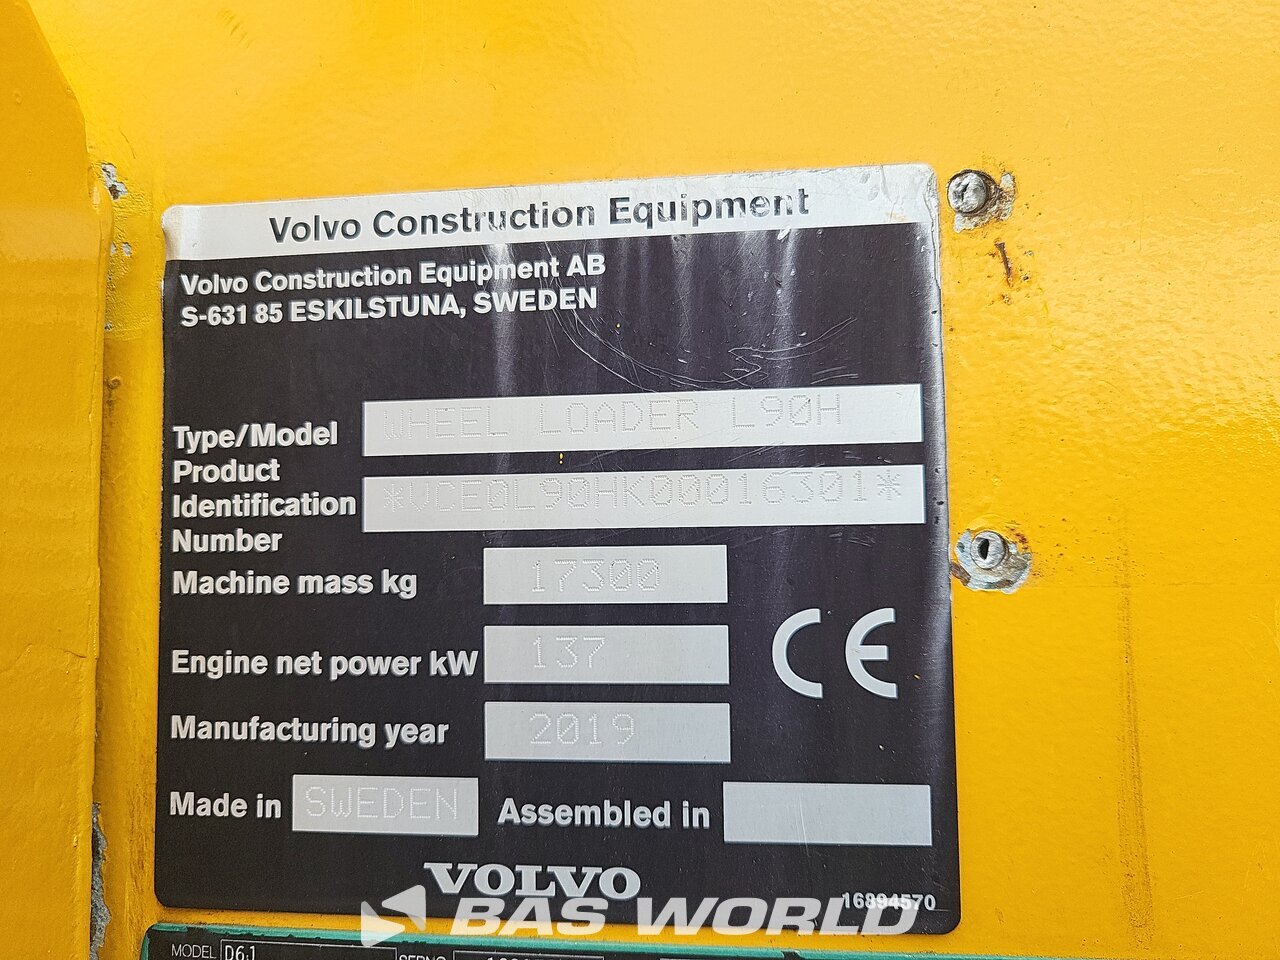 Volvo Construction Equipment
Volvo Construction Equipment AB
S-631 85 ESKILSTUNA, SWEDEN
Type/Model WHEEL LOADER L90H
Product
Identification *VCE0L90HK00016301*
Number
Machine mass kg 17300
Engine net power kW 137
Manufacturing year 2019
Made in SWEDEN Assembled in
CE
VOLVO
16894570
BAS WORLD
MODEL D6.1